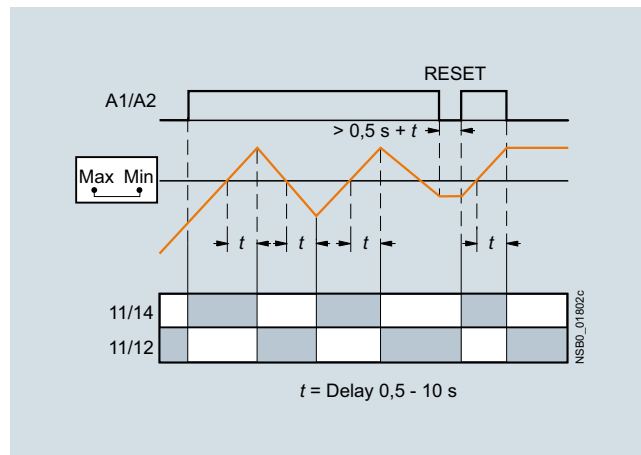 RESET
A1/A2
> 0,5 s + t
Max Min
t t t t
11/14
11/12
NSB0_01802c
t = Delay 0,5 - 10 s